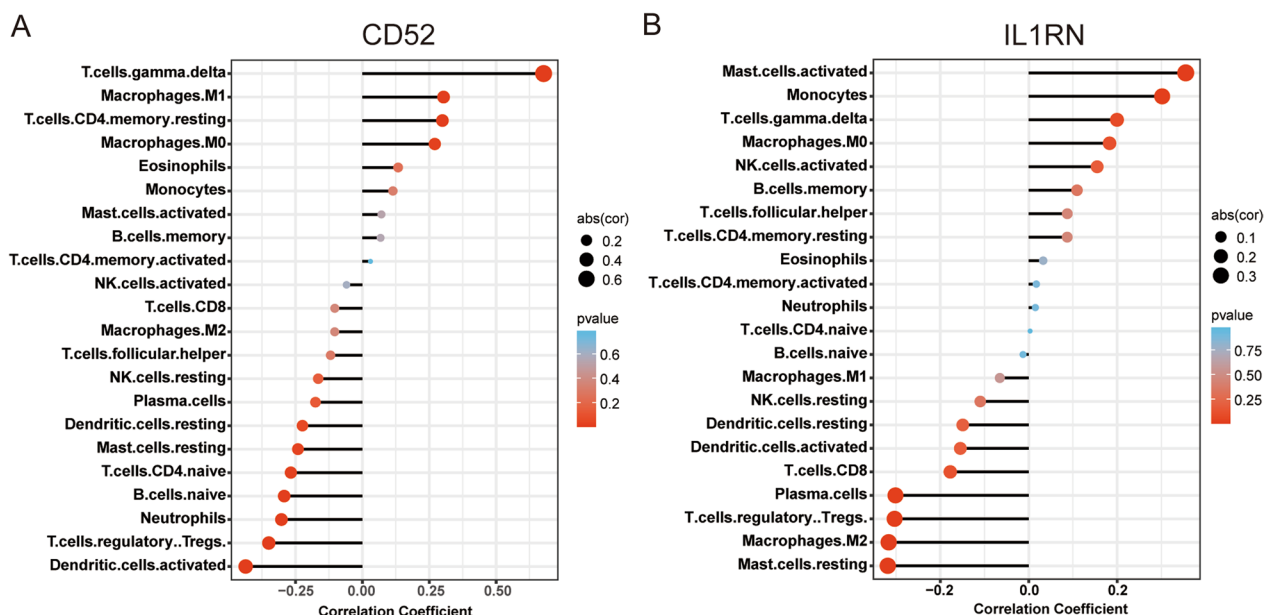 A
CD52
T.cells.gamma.delta
Macrophages.M1
T.cells.CD4.memory.resting
Macrophages.M0
Eosinophils
Monocytes
Mast.cells.activated
B.cells.memory
T.cells.CD4.memory.activated
NK.cells.activated
T.cells.CD8
Macrophages.M2
T.cells.follicular.helper
NK.cells.resting
Plasma.cells
Dendritic.cells.resting
Mast.cells.resting
T.cells.CD4.naive
B.cells.naive
Neutrophils
T.cells.regulatory..Tregs.
Dendritic.cells.activated
−0.25 0.00 0.25 0.50
Correlation Coefficient
abs(cor)
0.2
0.4
0.6
pvalue
0.6
0.4
0.2
B
IL1RN
Mast.cells.activated
Monocytes
T.cells.gamma.delta
Macrophages.M0
NK.cells.activated
B.cells.memory
T.cells.follicular.helper
T.cells.CD4.memory.resting
Eosinophils
T.cells.CD4.memory.activated
Neutrophils
T.cells.CD4.naive
B.cells.naive
Macrophages.M1
NK.cells.resting
Dendritic.cells.resting
Dendritic.cells.activated
T.cells.CD8
Plasma.cells
T.cells.regulatory..Tregs.
Macrophages.M2
Mast.cells.resting
−0.2 0.0 0.2
Correlation Coefficient
abs(cor)
0.1
0.2
0.3
pvalue
0.75
0.50
0.25